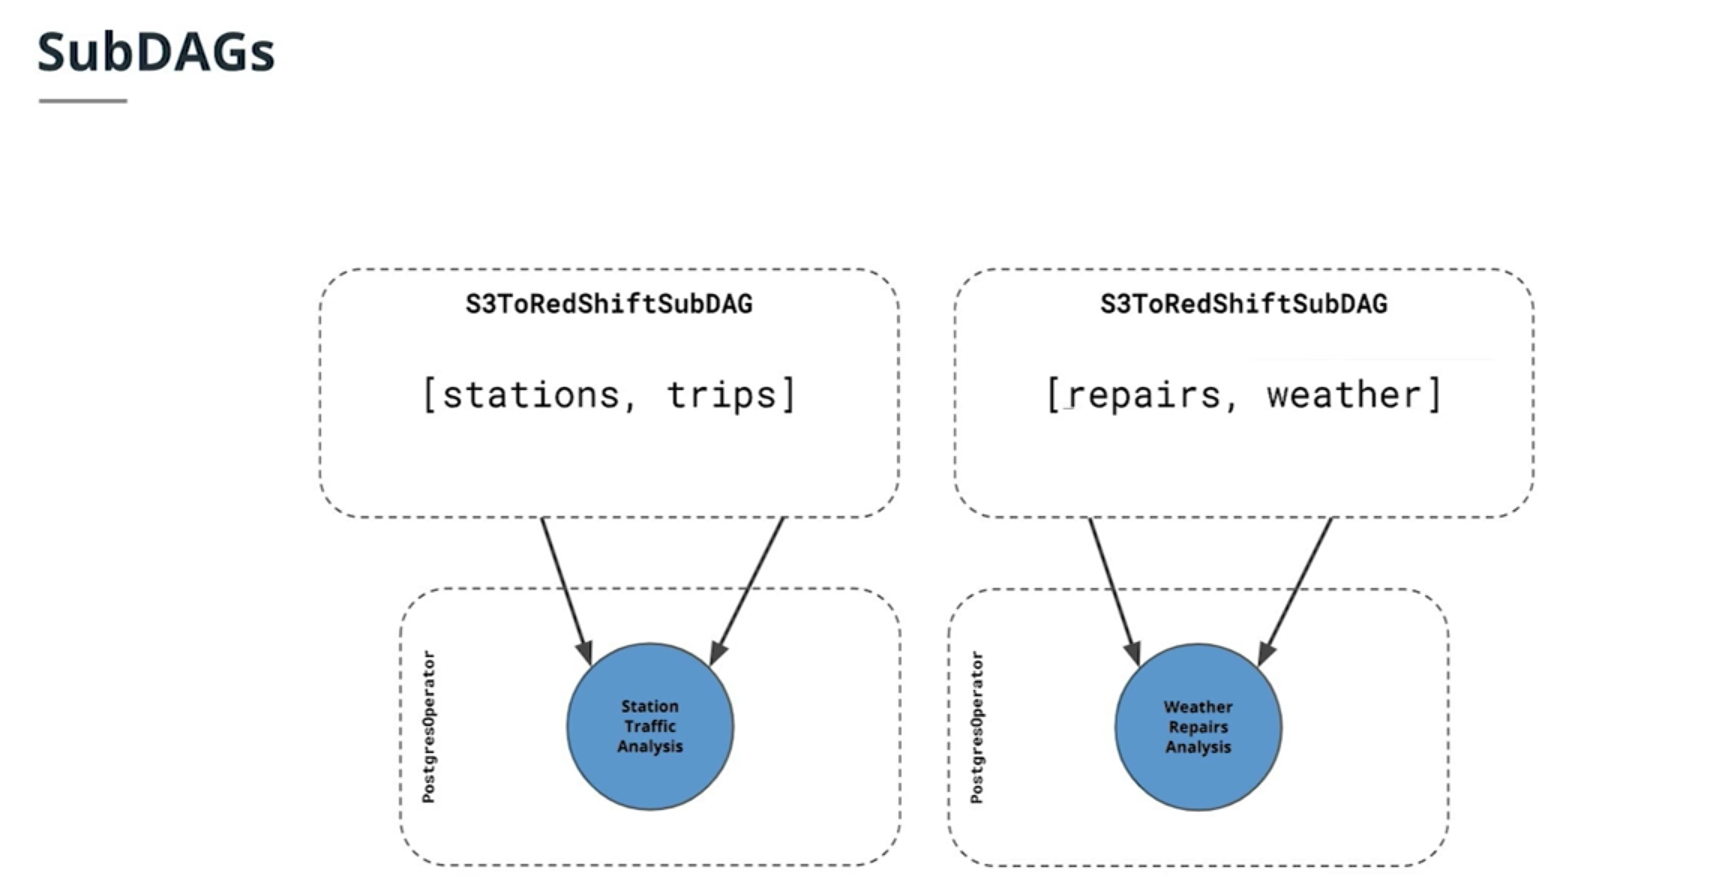 SubDAGs
S3ToRedShiftSubDAG
[stations, trips]
S3ToRedShiftSubDAG
[repairs, weather]
PostgresOperator
Station
Traffic
Analysis
PostgresOperator
Weather
Repairs
Analysis